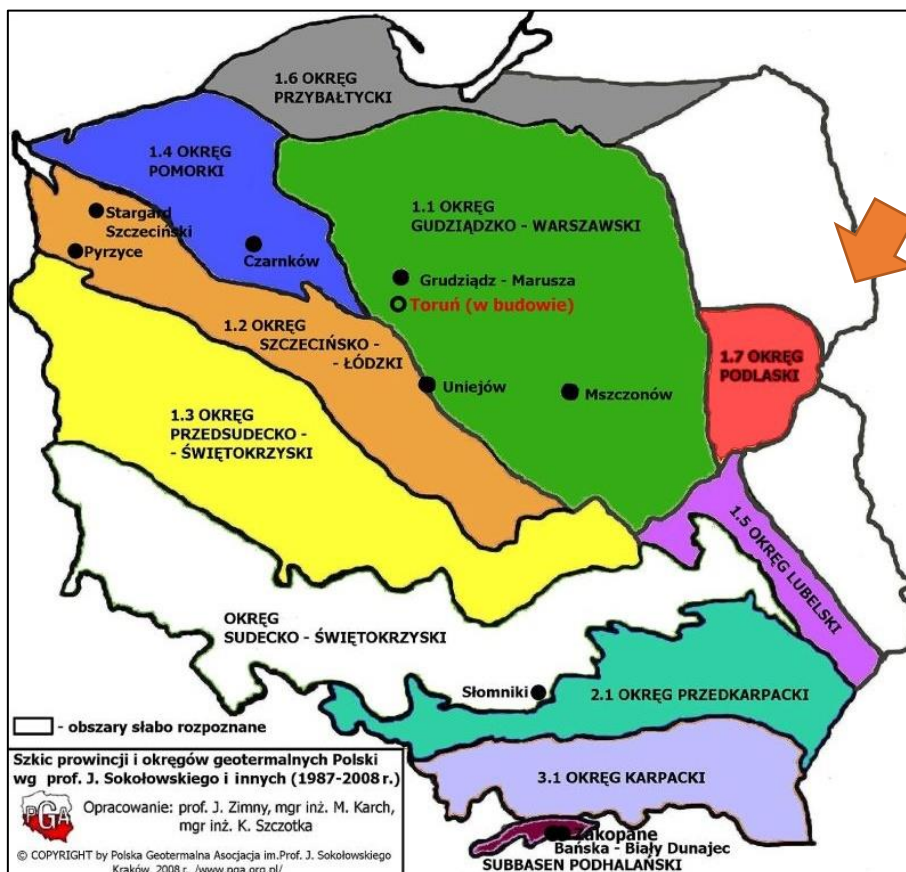 1.6 OKRĘG
PRZYBAŁTYCKI
1.4 OKRĘG
POMORKI
1.1 OKRĘG
GUDZIĄDZKO - WARSZAWSKI
Stargard
Szczeciński
Pyrzyce
Czarnków
Grudziądz - Marusza
Toruń (w budowie)
1.2 OKRĘG
SZCZECIŃSKO -
- ŁÓDZKI
1.7 OKRĘG
PODLASKI
Uniejów
Mszczonów
1.3 OKRĘG
PRZEDSUDECKO -
- ŚWIĘTOKRZYSKI
1.5 OKRĘG LUBELSKI
OKRĘG
SUDECKO - ŚWIĘTOKRZYSKI
Słomniki
2.1 OKRĘG PRZEDKARPACKI
- obszary słabo rozpoznane
3.1 OKRĘG KARPACKI
Zakopane
Bańska - Biały Dunajec
SUBBASEN PODHALAŃSKI
Szkic prowincji i okręgów geotermalnych Polski
wg prof. J. Sokołowskiego i innych (1987-2008 r.)
PGA
Opracowanie: prof. J. Zimny, mgr inż. M. Karch,
mgr inż. K. Szczotka
© COPYRIGHT by Polska Geotermalna Asocjacja im.Prof. J. Sokołowskiego
Kraków, 2008 r. /www.pga.org.pl/